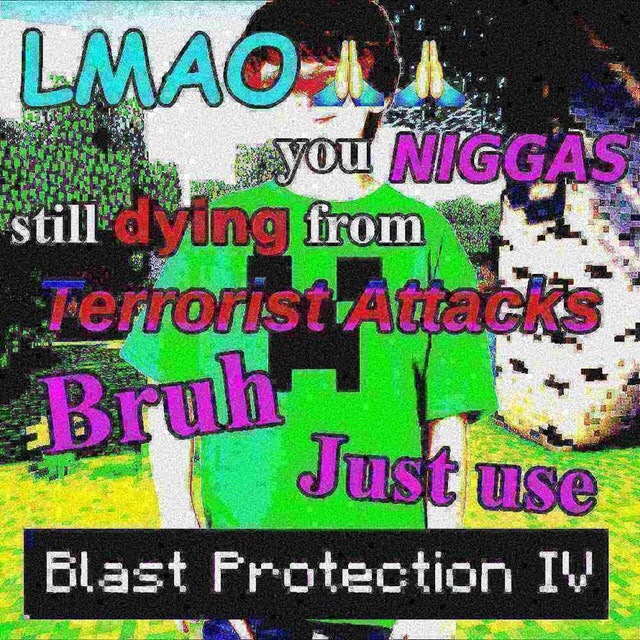 LMAO 🙏🙏
you NIGGAS
still dying from
Terrorist Attacks
Bruh
Just use
Blast Protection IV